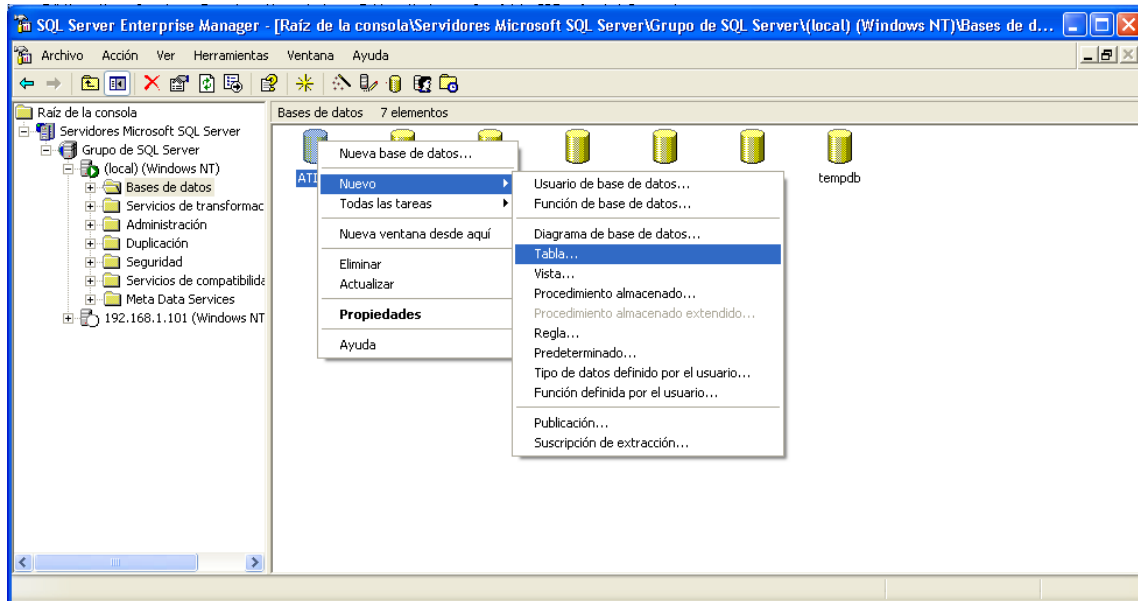 SQL Server Enterprise Manager - [Raíz de la consola\Servidores Microsoft SQL Server\Grupo de SQL Server\(local) (Windows NT)\Bases de d...
Archivo Acción Ver Herramientas Ventana Ayuda
Raíz de la consola
Servidores Microsoft SQL Server
Grupo de SQL Server
(local) (Windows NT)
Bases de datos
Servicios de transformac
Administración
Duplicación
Seguridad
Servicios de compatibilida
Meta Data Services
192.168.1.101 (Windows NT
Bases de datos 7 elementos
ATI
tempdb
Nueva base de datos...
Nuevo
Todas las tareas
Nueva ventana desde aquí
Eliminar
Actualizar
Propiedades
Ayuda
Usuario de base de datos...
Función de base de datos...
Diagrama de base de datos...
Tabla...
Vista...
Procedimiento almacenado...
Procedimiento almacenado extendido...
Regla...
Predeterminado...
Tipo de datos definido por el usuario...
Función definida por el usuario...
Publicación...
Suscripción de extracción...